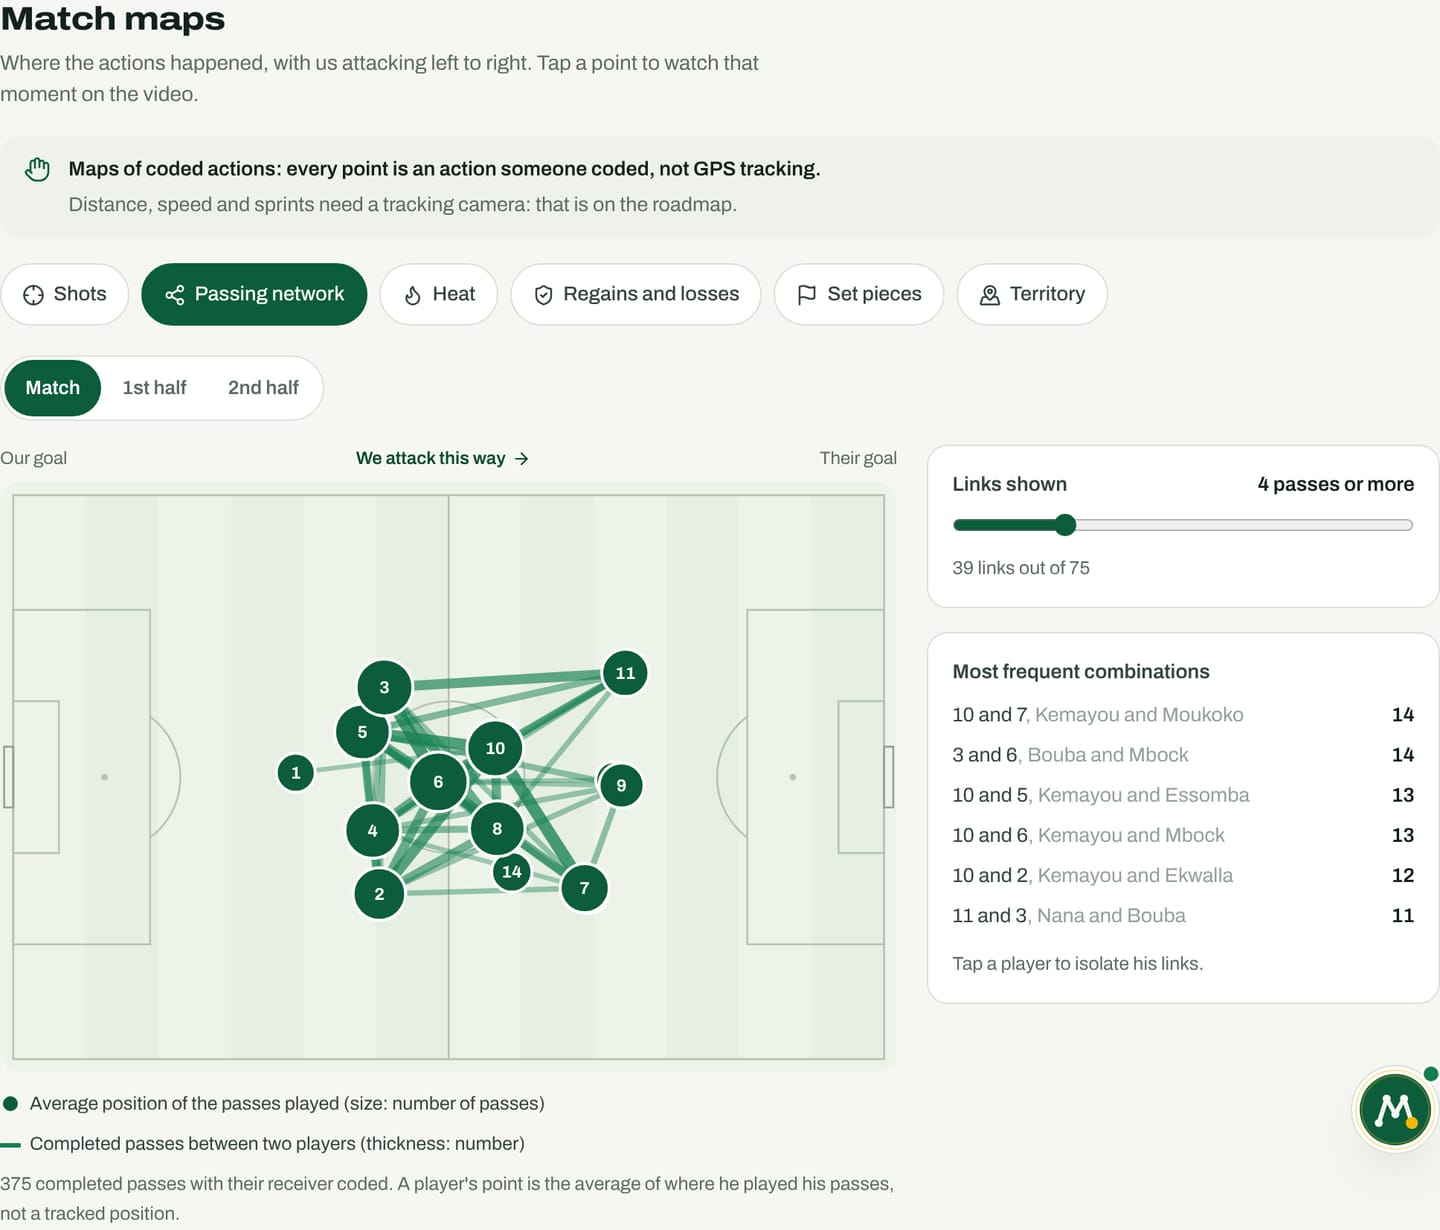 Match maps
Where the actions happened, with us attacking left to right. Tap a point to watch that
moment on the video.
Maps of coded actions: every point is an action someone coded, not GPS tracking.
Distance, speed and sprints need a tracking camera: that is on the roadmap.
Shots
Passing network
Heat
Regains and losses
Set pieces
Territory
Match
1st half
2nd half
Our goal
We attack this way →
Their goal
3
11
5
10
1
6
9
4
8
14
2
7
Links shown
4 passes or more
39 links out of 75
Most frequent combinations
10 and 7, Kemayou and Moukoko 14
3 and 6, Bouba and Mbock 14
10 and 5, Kemayou and Essomba 13
10 and 6, Kemayou and Mbock 13
10 and 2, Kemayou and Ekwalla 12
11 and 3, Nana and Bouba 11
Tap a player to isolate his links.
Average position of the passes played (size: number of passes)
Completed passes between two players (thickness: number)
375 completed passes with their receiver coded. A player's point is the average of where he played his passes,
not a tracked position.
M